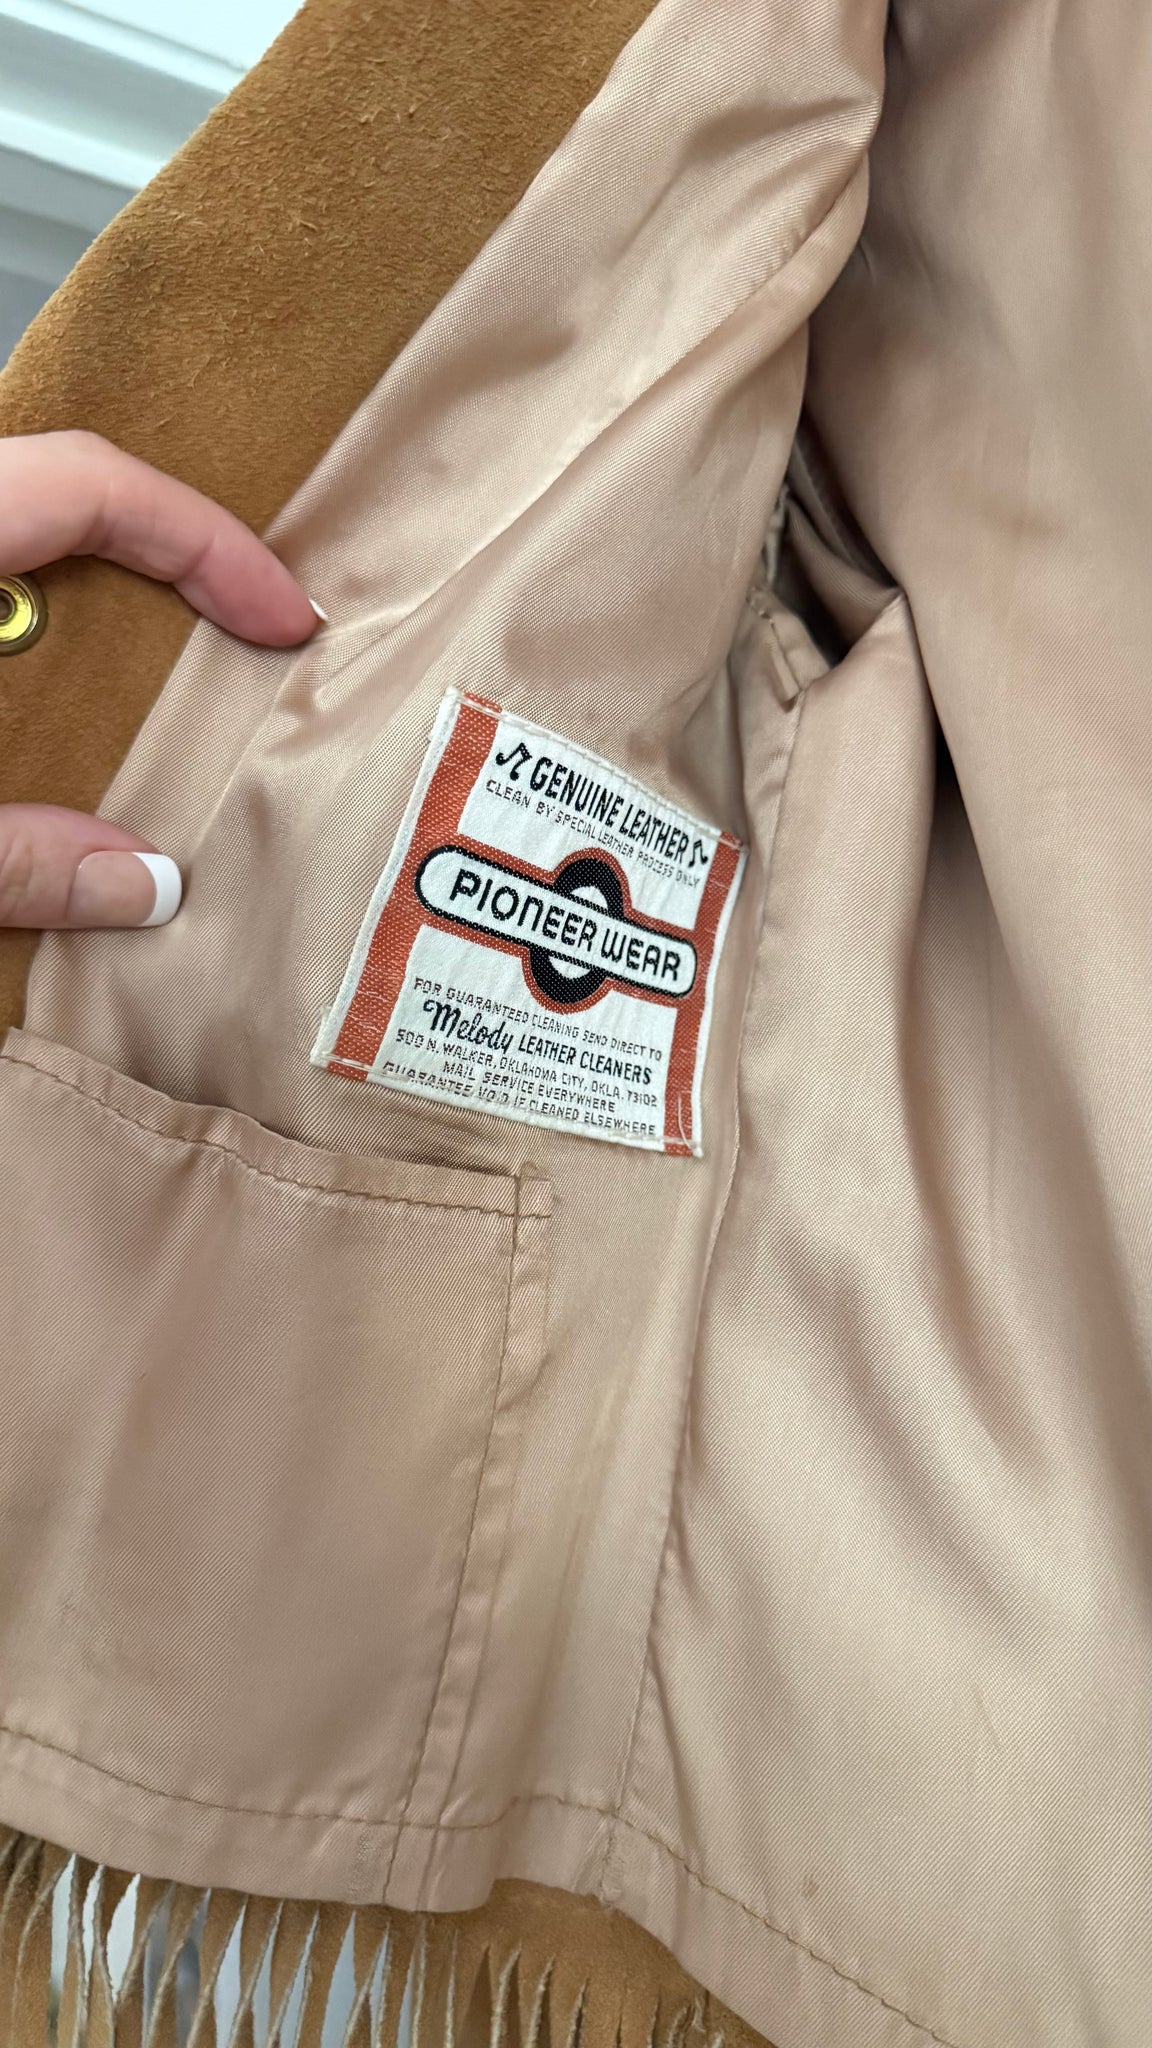 GENUINE LEATHER
CLEAN BY SPECIAL LEATHER PROCESS ONLY
PIONEER WEAR
FOR GUARANTEED CLEANING SEND DIRECT TO
Melody LEATHER CLEANERS
500 N. WALKER, OKLAHOMA CITY, OKLA. 73102
MAIL SERVICE EVERYWHERE
GUARANTEE VOID IF CLEANED ELSEWHERE